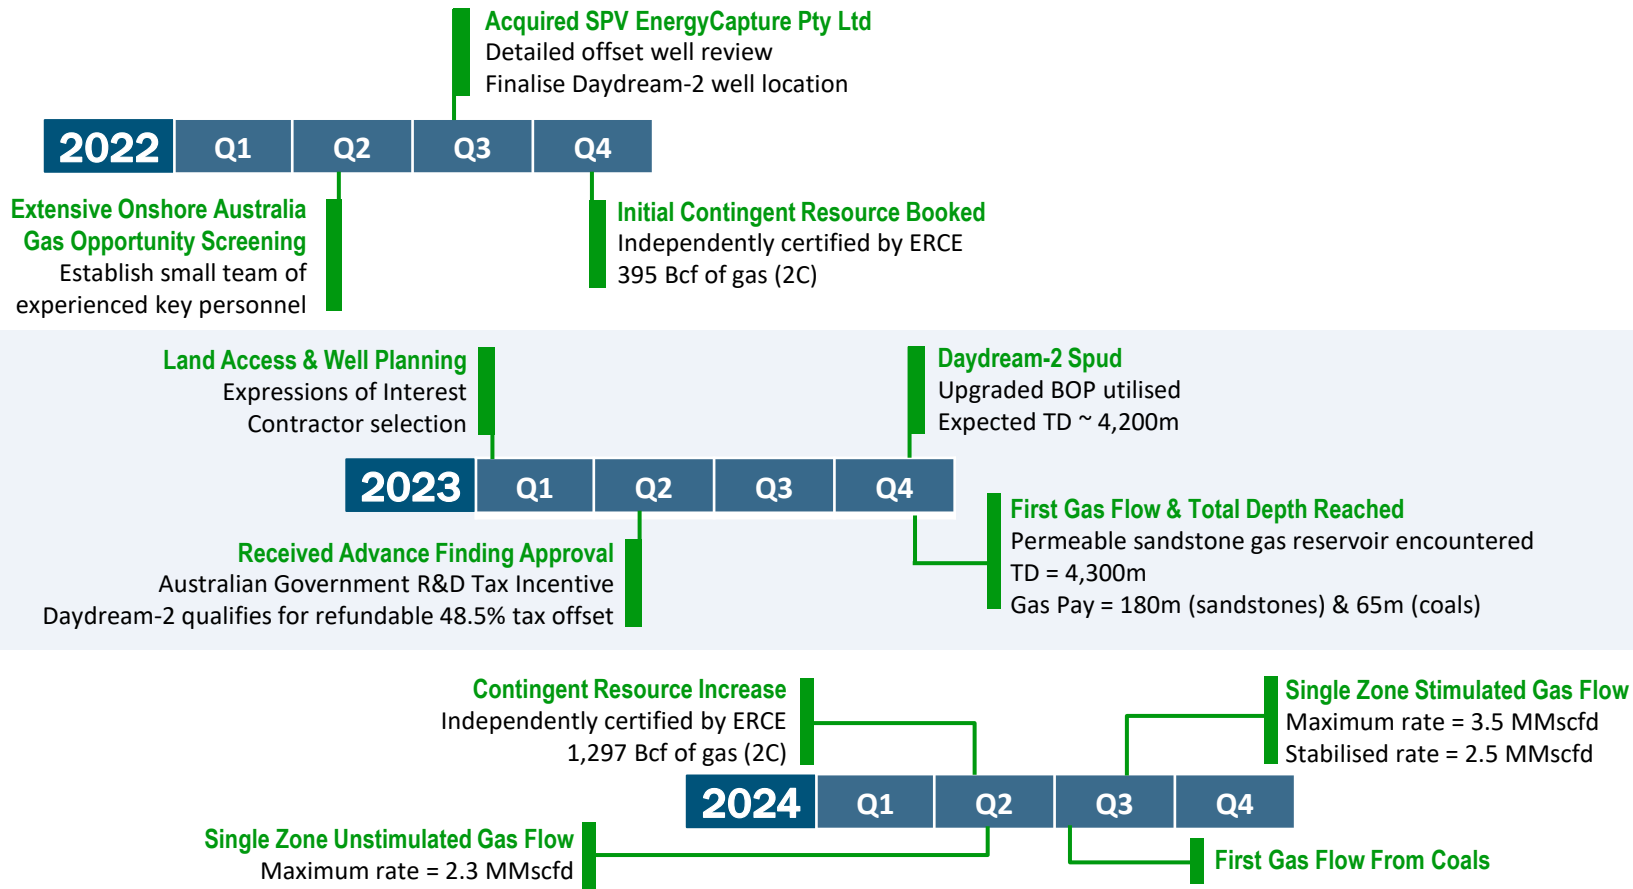 Acquired SPV EnergyCapture Pty Ltd
Detailed offset well review
Finalise Daydream-2 well location
2022 Q1 Q2 Q3 Q4
Extensive Onshore Australia
Gas Opportunity Screening
Establish small team of
experienced key personnel
Initial Contingent Resource Booked
Independently certified by ERCE
395 Bcf of gas (2C)
Land Access & Well Planning
Expressions of Interest
Contractor selection
Daydream-2 Spud
Upgraded BOP utilised
Expected TD ~ 4,200m
2023 Q1 Q2 Q3 Q4
Received Advance Finding Approval
Australian Government R&D Tax Incentive
Daydream-2 qualifies for refundable 48.5% tax offset
First Gas Flow & Total Depth Reached
Permeable sandstone gas reservoir encountered
TD = 4,300m
Gas Pay = 180m (sandstones) & 65m (coals)
Contingent Resource Increase
Independently certified by ERCE
1,297 Bcf of gas (2C)
Single Zone Stimulated Gas Flow
Maximum rate = 3.5 MMscfd
Stabilised rate = 2.5 MMscfd
2024 Q1 Q2 Q3 Q4
Single Zone Unstimulated Gas Flow
Maximum rate = 2.3 MMscfd
First Gas Flow From Coals